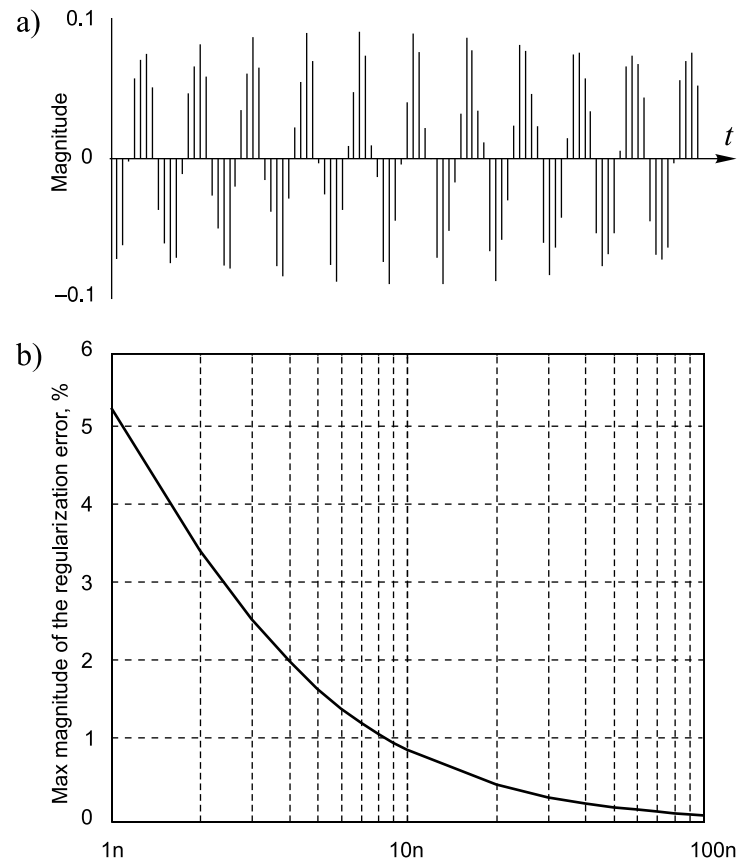 a)
0.1
Magnitude
0
t
–0.1
b)
6
Max magnitude of the regularization error, %
5
4
3
2
1
0
1n
10n
100n